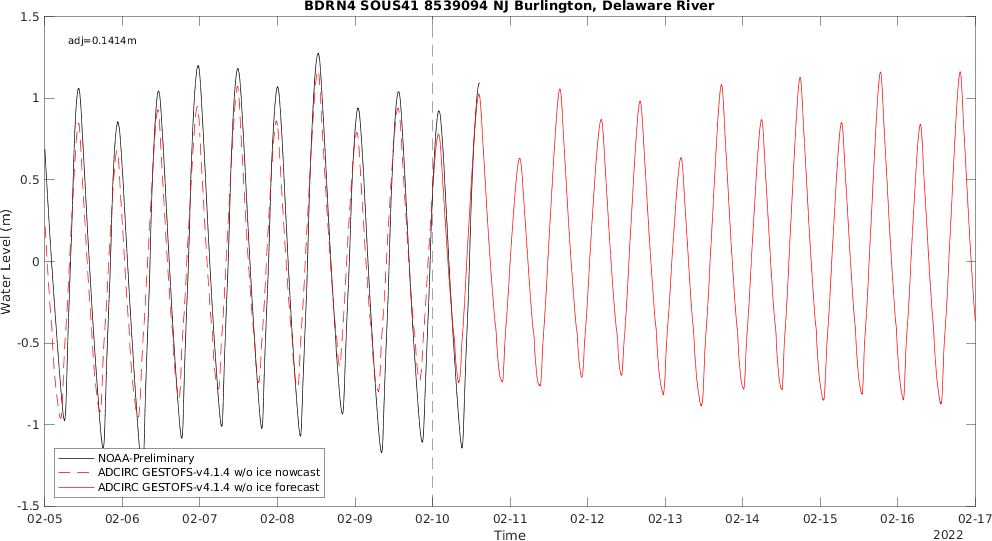 BDRN4 SOUS41 8539094 NJ Burlington, Delaware River
adj=0.1414m
Water Level (m)
1.5
1
0.5
0
-0.5
-1
-1.5
NOAA-Preliminary
ADCIRC GESTOFS-v4.1.4 w/o ice nowcast
ADCIRC GESTOFS-v4.1.4 w/o ice forecast
02-05 02-06 02-07 02-08 02-09 02-10 02-11 02-12 02-13 02-14 02-15 02-16 02-17
Time
2022